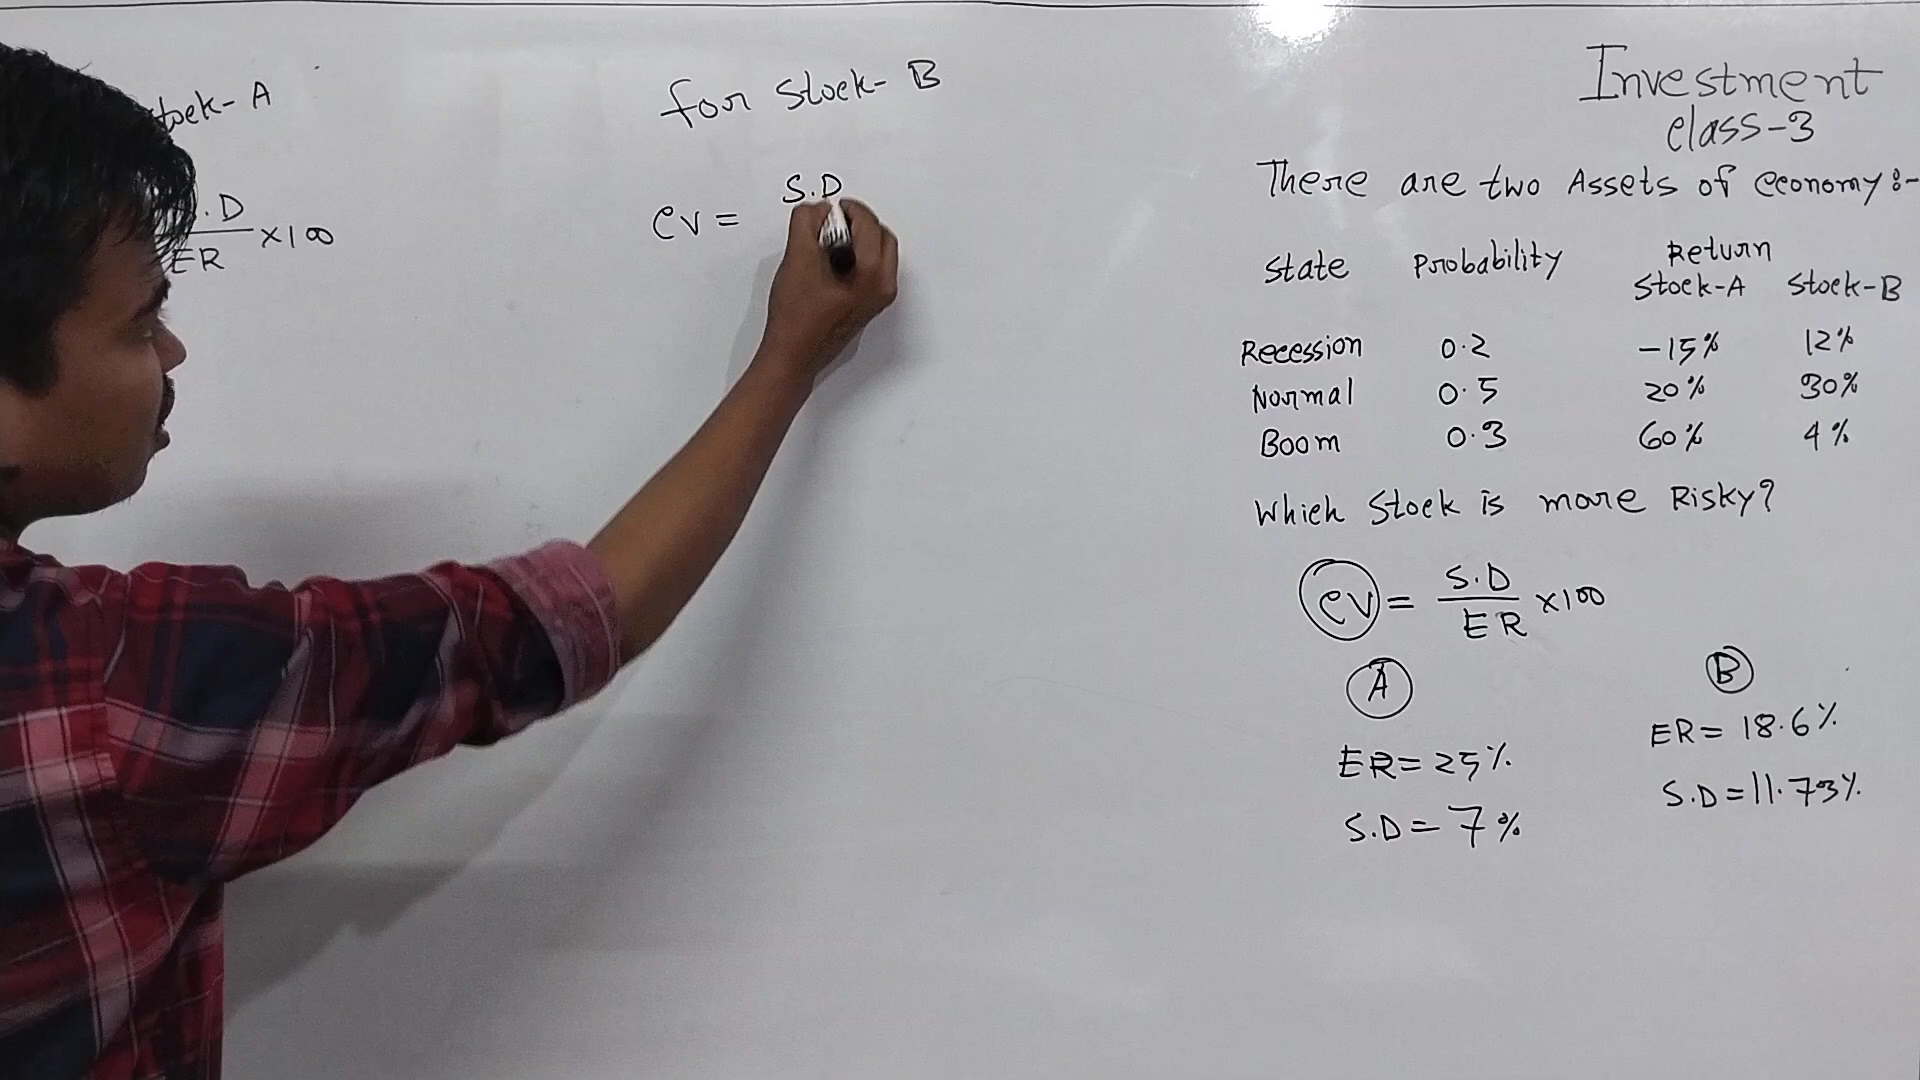 Stock-A
S.D
ER ×100
for Stock-B
CV = S.D
Investment
class-3
There are two Assets of economy:-
State Probability Return
Stock-A Stock-B
Recession 0.2 -15% 12%
Normal 0.5 20% 30%
Boom 0.3 60% 4%
Which Stock is more Risky?
CV = S.D
ER ×100
A B
ER = 25% ER = 18.6%
S.D = 7% S.D = 11.73%